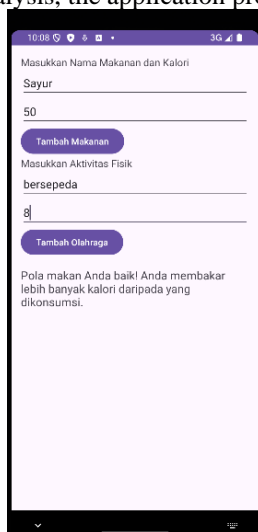 alysis, the application pro
10:08
3G
Masukkan Nama Makanan dan Kalori
Sayur
50
Tambah Makanan
Masukkan Aktivitas Fisik
bersepeda
8
Tambah Olahraga
Pola makan Anda baik! Anda membakar
lebih banyak kalori daripada yang
dikonsumsi.